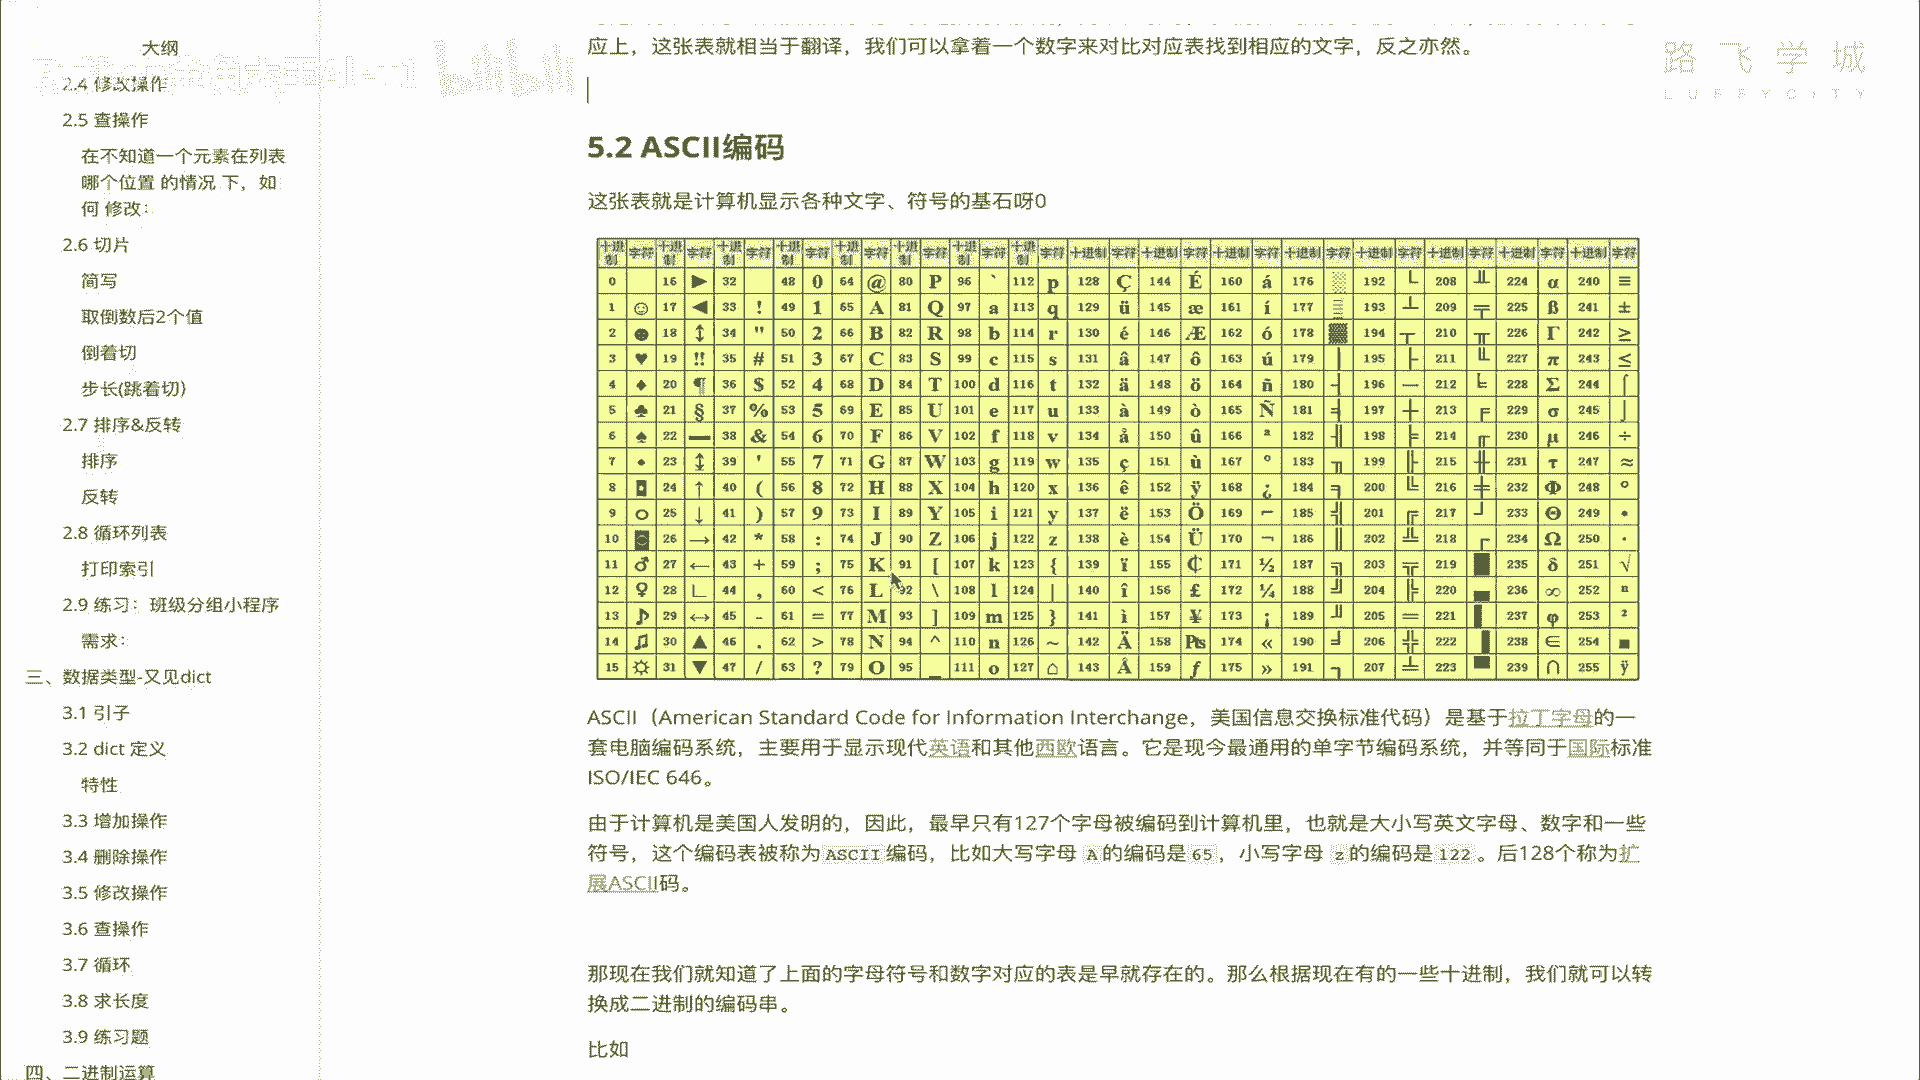 大纲
2.4 修改操作
2.5 查操作
在不知道一个元素在列表
哪个位置 的情况 下，如
何 修改：
2.6 切片
简写
取倒数后2个值
倒着切
步长(跳着切)
2.7 排序&反转
排序
反转
2.8 循环列表
打印索引
2.9 练习：班级分组小程序
需求：
三、数据类型-又见dict
3.1 引子
3.2 dict 定义
特性
3.3 增加操作
3.4 删除操作
3.5 修改操作
3.6 查操作
3.7 循环
3.8 求长度
3.9 练习题
四、二进制运算
路飞学城
LUFFYCITY
bilibili
应上，这张表就相当于翻译，我们可以拿着一个数字来对比对应表找到相应的文字，反之亦然。
5.2 ASCII编码
这张表就是计算机显示各种文字、符号的基石呀0
十进制 字符 十进制 字符 十进制 字符 十进制 字符 十进制 字符 十进制 字符 十进制 字符 十进制 字符 十进制 字符 十进制 字符 十进制 字符 十进制 字符 十进制 字符 十进制 字符 十进制 字符 十进制 字符
0 16 ► 32 48 0 64 @ 80 P 96 ` 112 p 128 Ç 144 É 160 á 176 ░ 192 └ 208 ╨ 224 α 240 ≡
1 ☺ 17 ◄ 33 ! 49 1 65 A 81 Q 97 a 113 q 129 ü 145 æ 161 í 177 ▒ 193 ┴ 209 ╤ 225 ß 241 ±
2 ☻ 18 ↕ 34 " 50 2 66 B 82 R 98 b 114 r 130 é 146 Æ 162 ó 178 ▓ 194 ┬ 210 ╥ 226 Γ 242 ≥
3 ♥ 19 ‼ 35 # 51 3 67 C 83 S 99 c 115 s 131 â 147 ô 163 ú 179 │ 195 ├ 211 ╙ 227 π 243 ≤
4 ♦ 20 ¶ 36 $ 52 4 68 D 84 T 100 d 116 t 132 ä 148 ö 164 ñ 180 ┤ 196 ─ 212 ╘ 228 Σ 244 ⌠
5 ♣ 21 § 37 % 53 5 69 E 85 U 101 e 117 u 133 à 149 ò 165 Ñ 181 ╡ 197 ┼ 213 ╒ 229 σ 245 ⌡
6 ♠ 22 ▬ 38 & 54 6 70 F 86 V 102 f 118 v 134 å 150 û 166 ª 182 ╢ 198 ╞ 214 ╓ 230 µ 246 ÷
7 • 23 ↨ 39 ' 55 7 71 G 87 W 103 g 119 w 135 ç 151 ù 167 º 183 ╖ 199 ╟ 215 ╫ 231 τ 247 ≈
8 ◘ 24 ↑ 40 ( 56 8 72 H 88 X 104 h 120 x 136 ê 152 ÿ 168 ¿ 184 ╕ 200 ╚ 216 ╪ 232 Φ 248 °
9 ○ 25 ↓ 41 ) 57 9 73 I 89 Y 105 i 121 y 137 ë 153 Ö 169 ⌐ 185 ╣ 201 ╔ 217 ┘ 233 Θ 249 •
10 ◙ 26 → 42 * 58 : 74 J 90 Z 106 j 122 z 138 è 154 Ü 170 ¬ 186 ║ 202 ╩ 218 ┌ 234 Ω 250 ·
11 ♂ 27 ← 43 + 59 ; 75 K 91 [ 107 k 123 { 139 ï 155 ₵ 171 ½ 187 ╗ 203 ╦ 219 █ 235 δ 251 √
12 ♀ 28 ∟ 44 , 60 < 76 L 92 \ 108 l 124 | 140 î 156 £ 172 ¼ 188 ╝ 204 ╠ 220 ▄ 236 ∞ 252 ⁿ
13 ♪ 29 ↔ 45 - 61 = 77 M 93 ] 109 m 125 } 141 ì 157 ¥ 173 ¡ 189 ╜ 205 ═ 221 ▌ 237 φ 253 ²
14 ♫ 30 ▲ 46 . 62 > 78 N 94 ^ 110 n 126 ~ 142 Ä 158 ₧ 174 « 190 ╛ 206 ╬ 222 ▐ 238 ∈ 254 ■
15 ☼ 31 ▼ 47 / 63 ? 79 O 95 _ 111 o 127 ⌂ 143 Å 159 ƒ 175 » 191 ┐ 207 ╧ 223 ▀ 239 ∩ 255 ÿ
ASCII（American Standard Code for Information Interchange，美国信息交换标准代码）是基于拉丁字母的一
套电脑编码系统，主要用于显示现代英语和其他西欧语言。它是现今最通用的单字节编码系统，并等同于国际标准
ISO/IEC 646。
由于计算机是美国人发明的，因此，最早只有127个字母被编码到计算机里，也就是大小写英文字母、数字和一些
符号，这个编码表被称为ASCII编码，比如大写字母 A的编码是65，小写字母 z的编码是122。后128个称为扩
展ASCII码。
那现在我们就知道了上面的字母符号和数字对应的表是早就存在的。那么根据现在有的一些十进制，我们就可以转
换成二进制的编码串。
比如